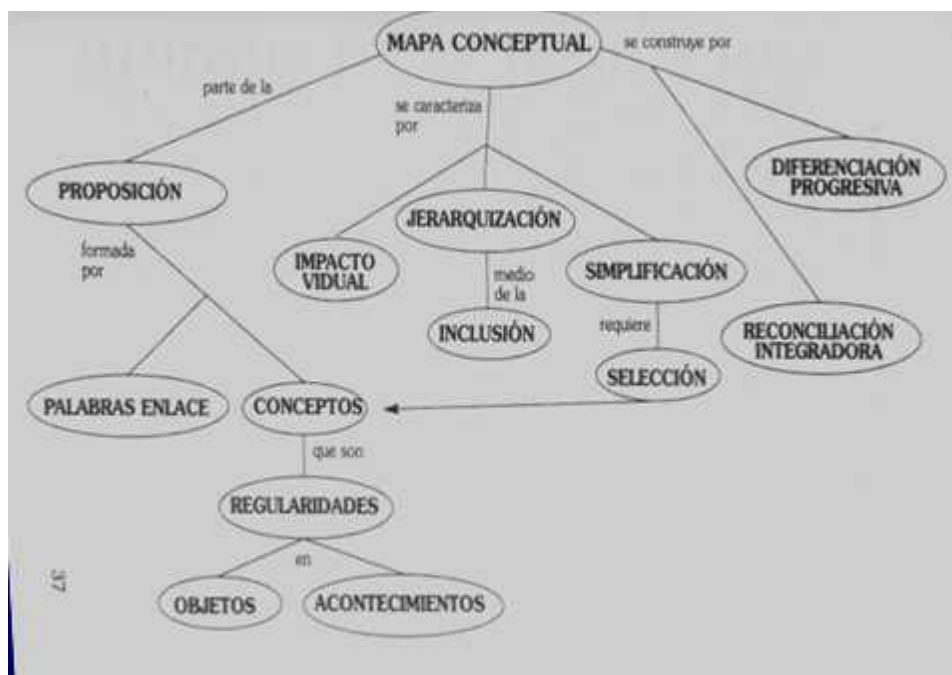 MAPA CONCEPTUAL
se construye por
parte de la
se caracteriza
por
DIFERENCIACIÓN
PROGRESIVA
PROPOSICIÓN
JERARQUIZACIÓN
formada
por
IMPACTO
VIDUAL
medio
de la
SIMPLIFICACIÓN
INCLUSIÓN
requiere
RECONCILIACIÓN
INTEGRADORA
SELECCIÓN
PALABRAS ENLACE
CONCEPTOS
que son
REGULARIDADES
en
OBJETOS
ACONTECIMIENTOS
37